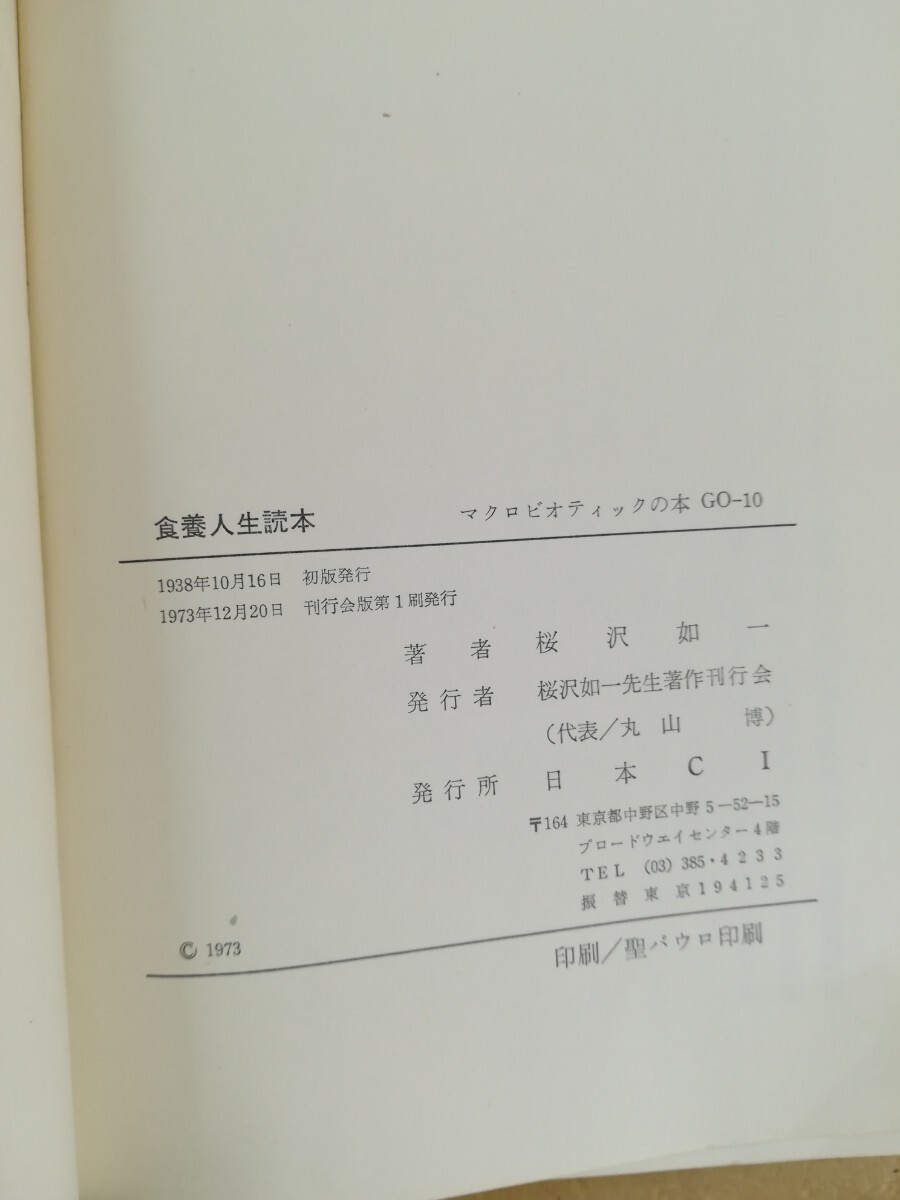 食養人生読本 マクロビオティックの本 GO-10
1938年10月16日 初版発行
1973年12月20日 刊行会版第1刷発行
著者 桜沢如一
発行者 桜沢如一先生著作刊行会
(代表/丸山 博)
発行所 日本CI
〒164 東京都中野区中野5-52-15
ブロードウエイセンター4階
TEL (03) 385・4233
振替東京194125
© 1973
印刷/聖パウロ印刷